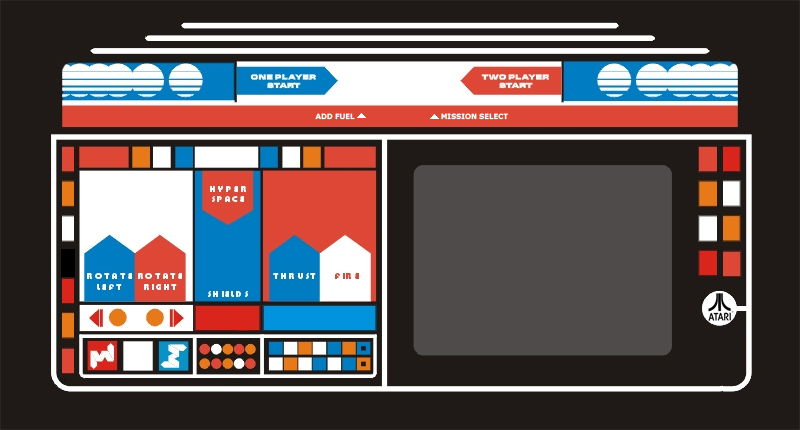 ONE PLAYER
START
TWO PLAYER
START
ADD FUEL
MISSION SELECT
HYPER
SPACE
ROTATE
LEFT
ROTATE
RIGHT
SHIELDS
THRUST
FIRE
ATARI